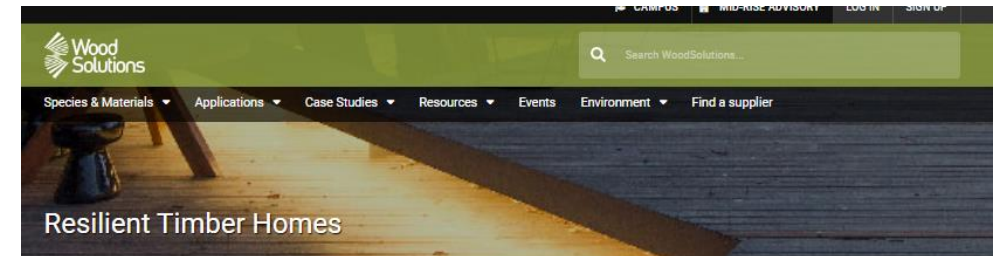 CAMPUS MID-RISE ADVISORY LOG IN SIGN UP
Wood
Solutions
Search WoodSolutions...
Species & Materials Applications Case Studies Resources Events Environment Find a supplier
Resilient Timber Homes